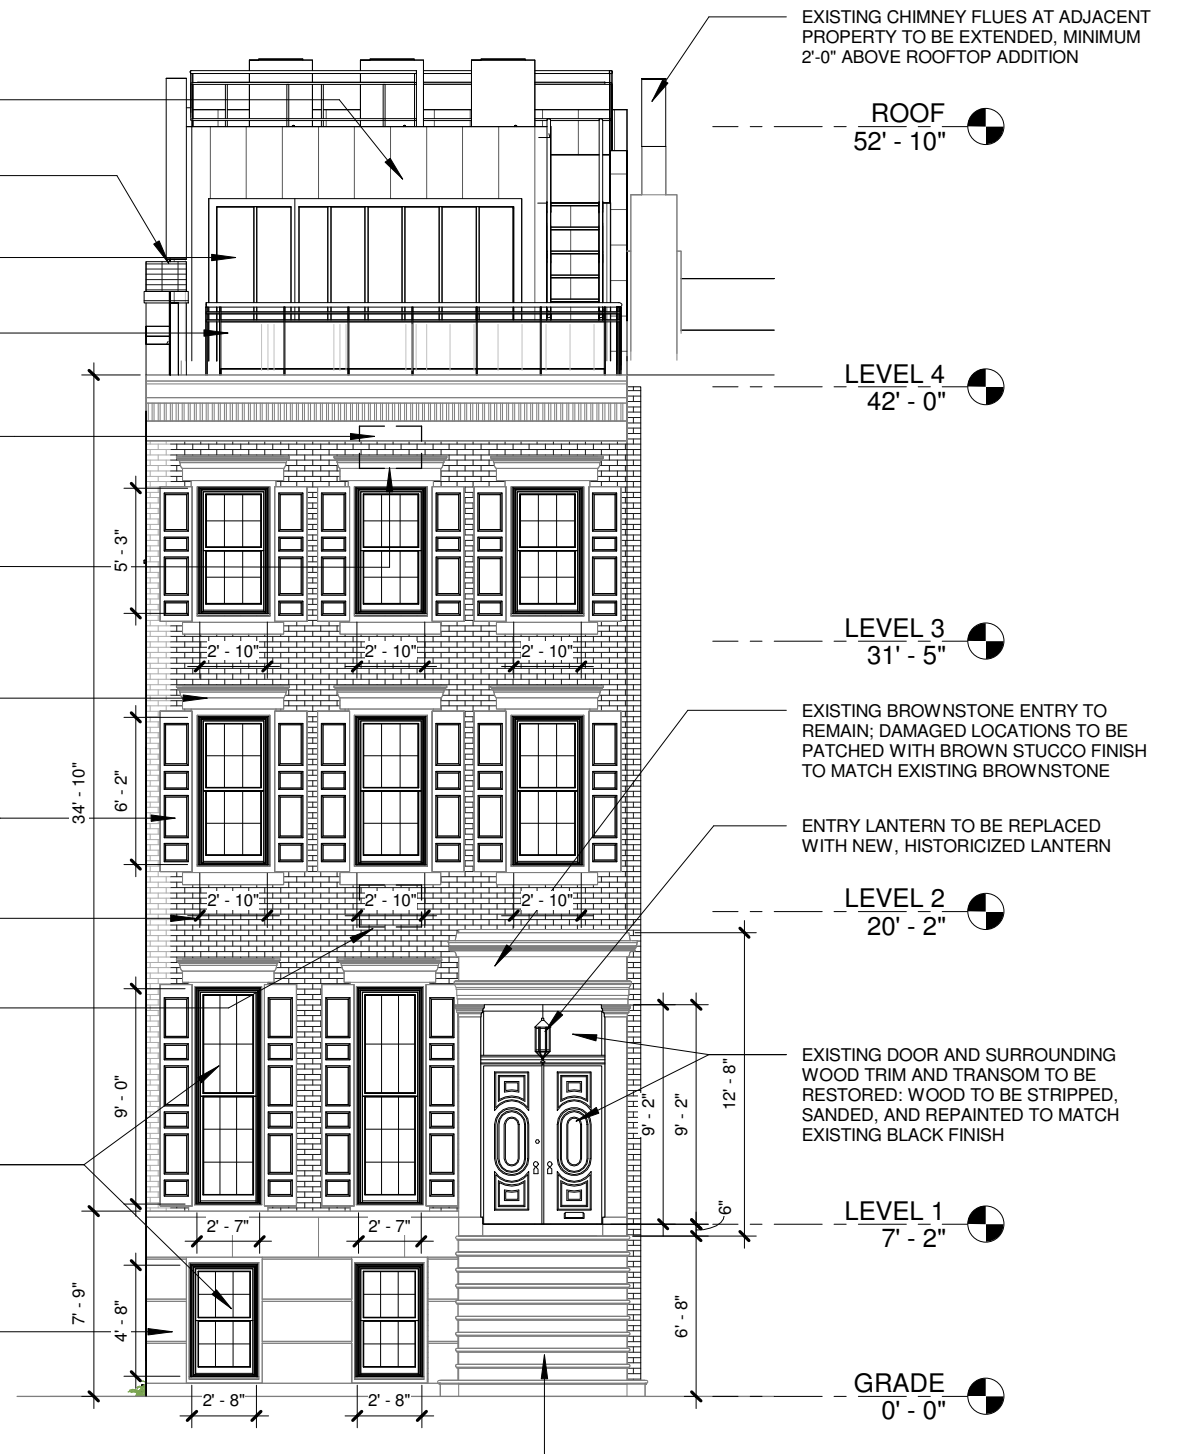 EXISTING CHIMNEY FLUES AT ADJACENT
PROPERTY TO BE EXTENDED, MINIMUM
2'-0" ABOVE ROOFTOP ADDITION
ROOF
52' - 10"
LEVEL 4
42' - 0"
5' - 3"
LEVEL 3
31' - 5"
2' - 10"
2' - 10"
2' - 10"
EXISTING BROWNSTONE ENTRY TO
REMAIN; DAMAGED LOCATIONS TO BE
PATCHED WITH BROWN STUCCO FINISH
TO MATCH EXISTING BROWNSTONE
34' - 10"
6' - 2"
ENTRY LANTERN TO BE REPLACED
WITH NEW, HISTORICIZED LANTERN
LEVEL 2
20' - 2"
2' - 10"
2' - 10"
2' - 10"
9' - 0"
9' - 2"
9' - 2"
12' - 8"
EXISTING DOOR AND SURROUNDING
WOOD TRIM AND TRANSOM TO BE
RESTORED: WOOD TO BE STRIPPED,
SANDED, AND REPAINTED TO MATCH
EXISTING BLACK FINISH
6"
LEVEL 1
7' - 2"
2' - 7"
2' - 7"
7' - 9"
4' - 8"
6' - 8"
GRADE
0' - 0"
2' - 8"
2' - 8"